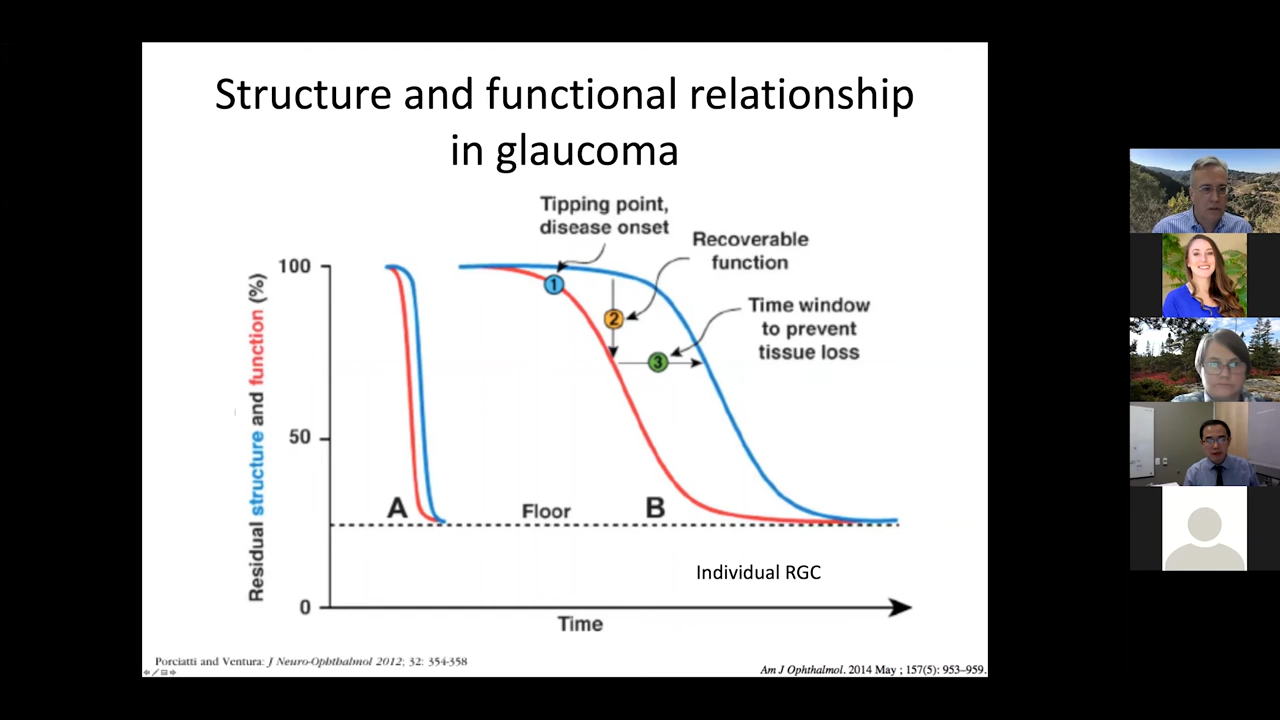 Structure and functional relationship
in glaucoma
Tipping point,
disease onset
Recoverable
function
Time window
to prevent
tissue loss
Residual structure and function (%)
100
50
0
1
2
3
A
Floor
B
Individual RGC
Time
Porciatti and Ventura: J Neuro-Ophthalmol 2012; 32: 354-358
Am J Ophthalmol. 2014 May ; 157(5): 953–959.